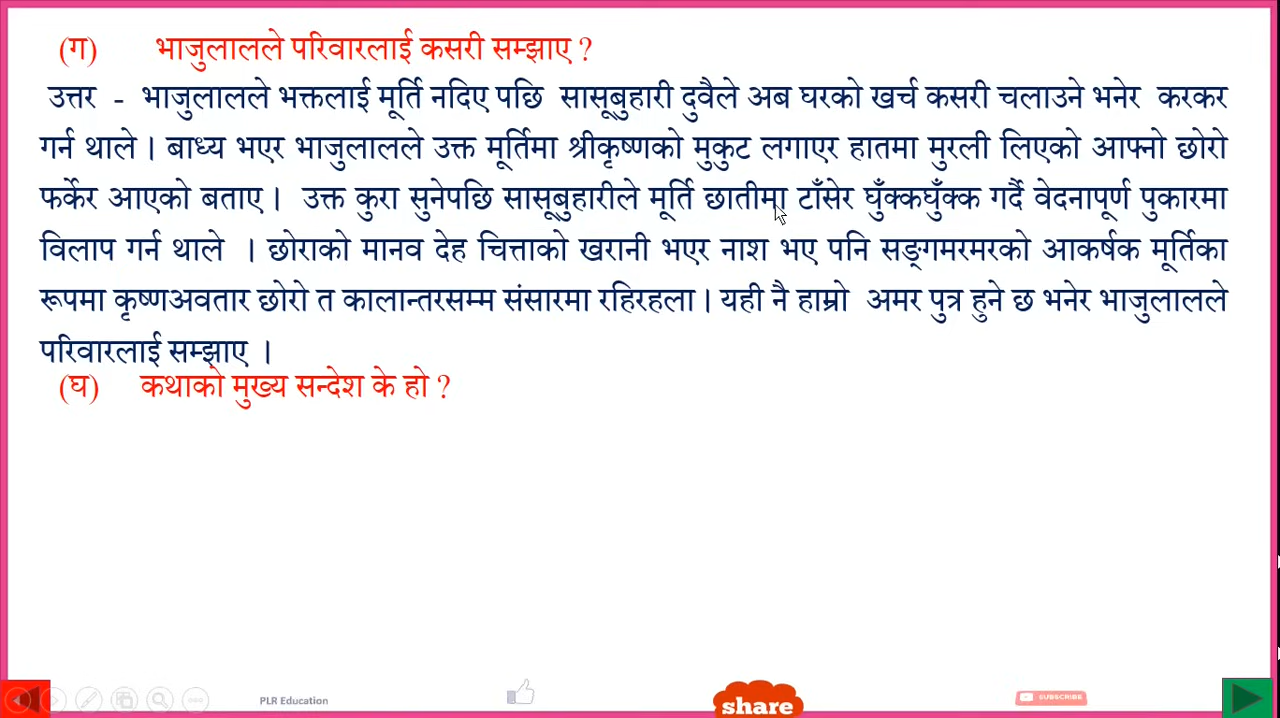 (ग) भाजुलालले परिवारलाई कसरी सम्झाए ?
उत्तर - भाजुलालले भक्तलाई मूर्ति नदिए पछि सासूबुहारी दुवैले अब घरको खर्च कसरी चलाउने भनेर करकर
गर्न थाले । बाध्य भएर भाजुलालले उक्त मूर्तिमा श्रीकृष्णको मुकुट लगाएर हातमा मुरली लिएको आफ्नो छोरो
फर्केर आएको बताए । उक्त कुरा सुनेपछि सासूबुहारीले मूर्ति छातीमा टाँसेर घुँक्कघुँक्क गर्दै वेदनापूर्ण पुकारमा
विलाप गर्न थाले । छोराको मानव देह चित्ताको खरानी भएर नाश भए पनि सङ्गमरमरको आकर्षक मूर्तिका
रूपमा कृष्णअवतार छोरो त कालान्तरसम्म संसारमा रहिरहला । यही नै हाम्रो अमर पुत्र हुने छ भनेर भाजुलालले
परिवारलाई सम्झाए ।
(घ) कथाको मुख्य सन्देश के हो ?
PLR Education
share
SUBSCRIBE